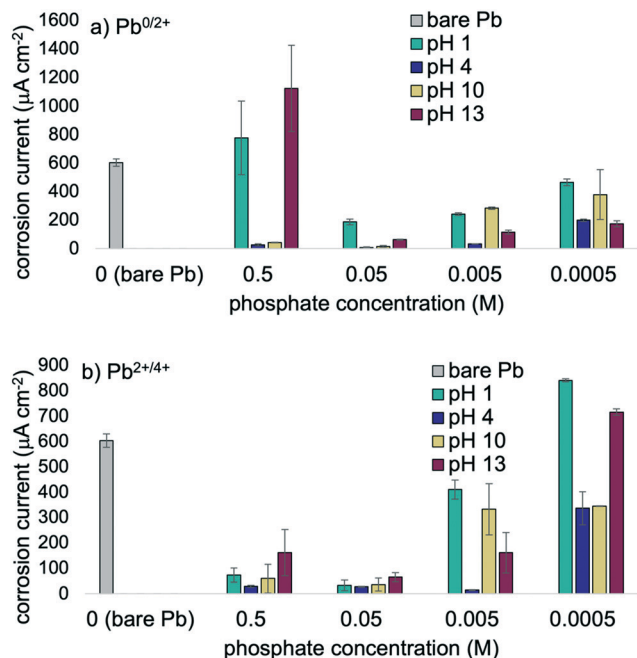 a) Pb0/2+
bare Pb
pH 1
pH 4
pH 10
pH 13
corrosion current (µA cm-2)
1600
1400
1200
1000
800
600
400
200
0
0 (bare Pb) 0.5 0.05 0.005 0.0005
phosphate concentration (M)
b) Pb2+/4+
bare Pb
pH 1
pH 4
pH 10
pH 13
corrosion current (µA cm-2)
900
800
700
600
500
400
300
200
100
0
0 (bare Pb) 0.5 0.05 0.005 0.0005
phosphate concentration (M)